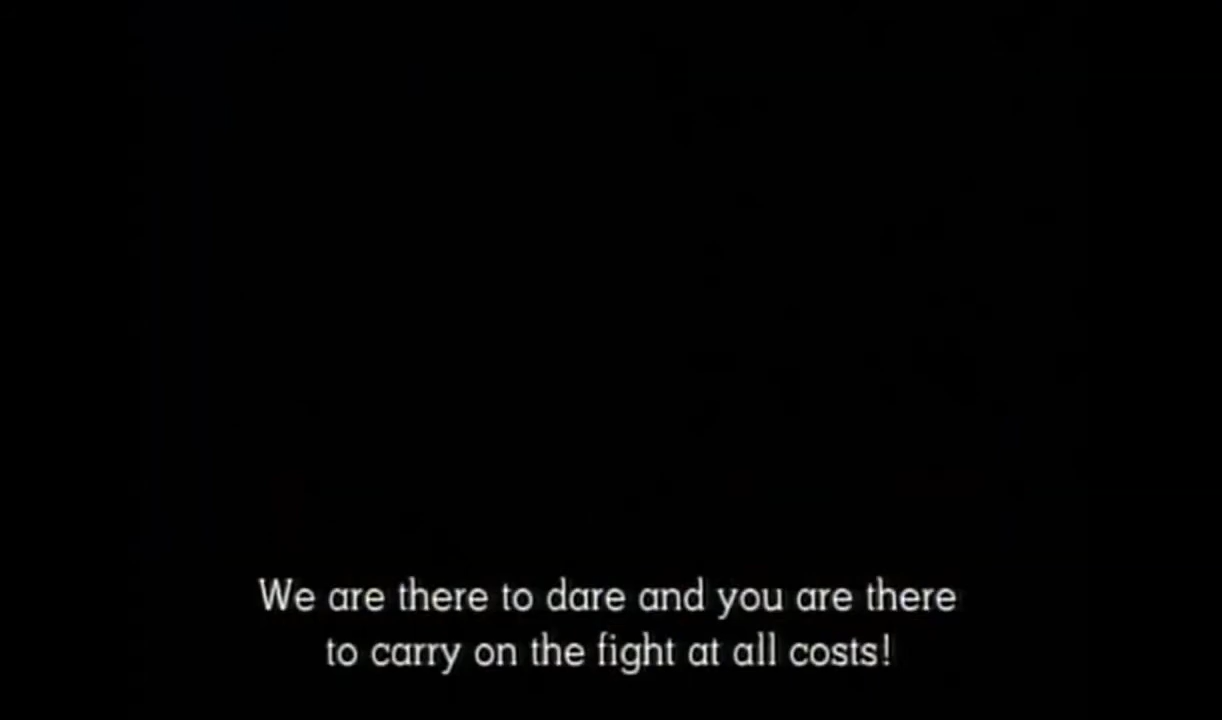 We are there to dare and you are there
to carry on the fight at all costs!